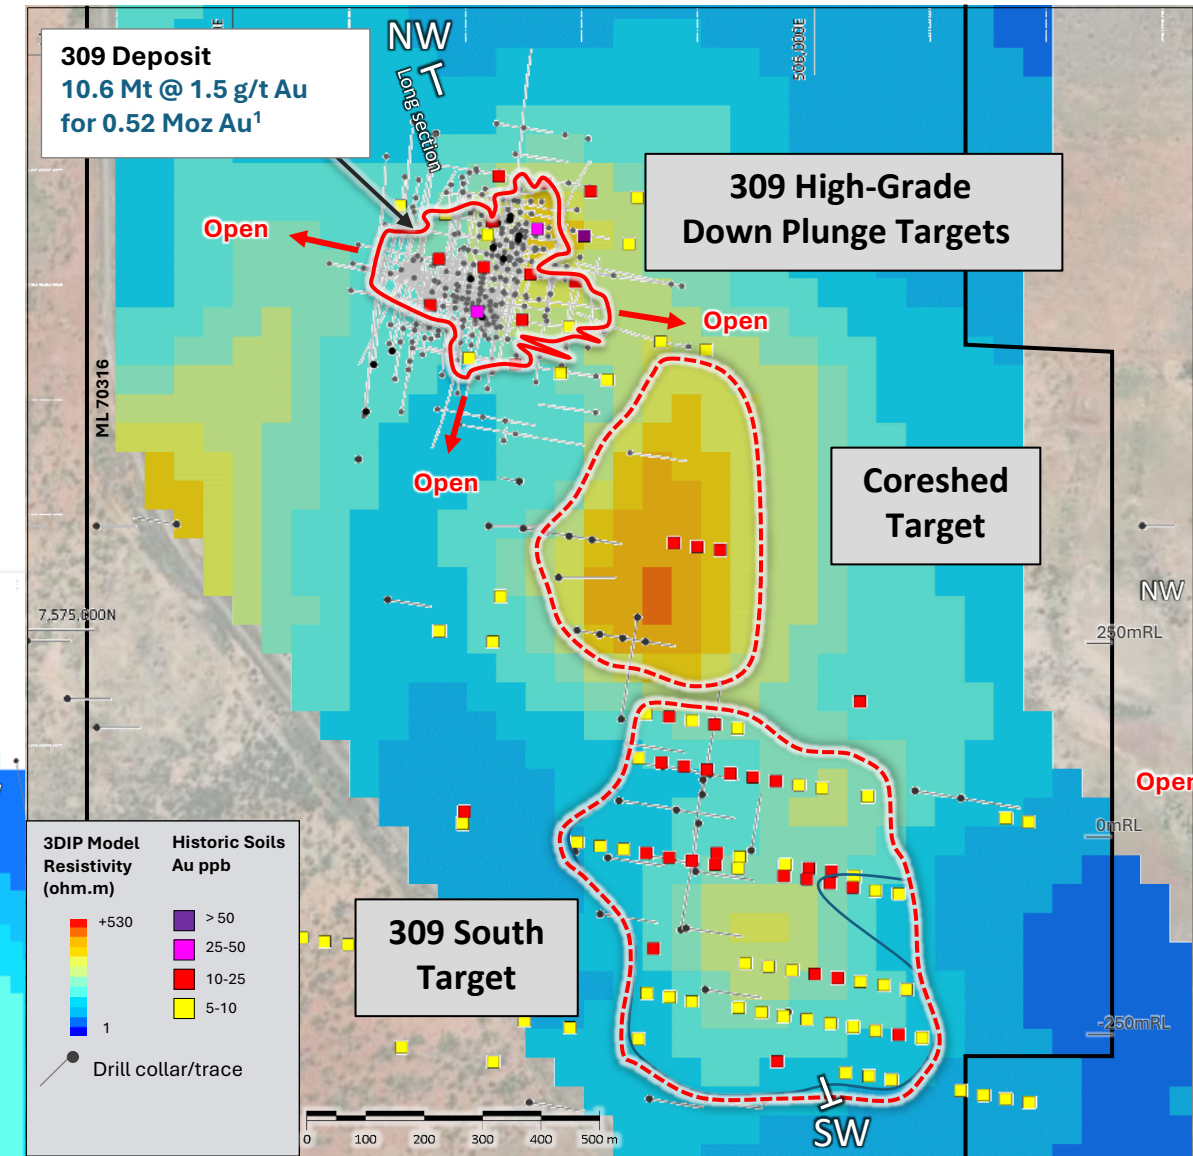 309 Deposit
10.6 Mt @ 1.5 g/t Au
for 0.52 Moz Au¹
NW
Long section
506,000E
309 High-Grade
Down Plunge Targets
Open
Open
Open
ML 70316
Coreshed
Target
NW
7,575,000N
250mRL
Open
0mRL
309 South
Target
-250mRL
3DIP Model
Resistivity
(ohm.m)
+530
1
Historic Soils
Au ppb
> 50
25-50
10-25
5-10
Drill collar/trace
0 100 200 300 400 500 m
SW